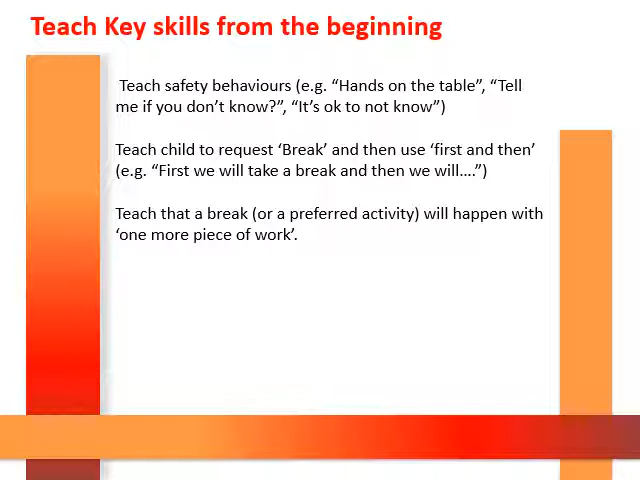 Teach Key skills from the beginning
Teach safety behaviours (e.g. “Hands on the table”, “Tell
me if you don’t know?”, “It’s ok to not know”)
Teach child to request ‘Break’ and then use ‘first and then’
(e.g. “First we will take a break and then we will....”)
Teach that a break (or a preferred activity) will happen with
‘one more piece of work’.